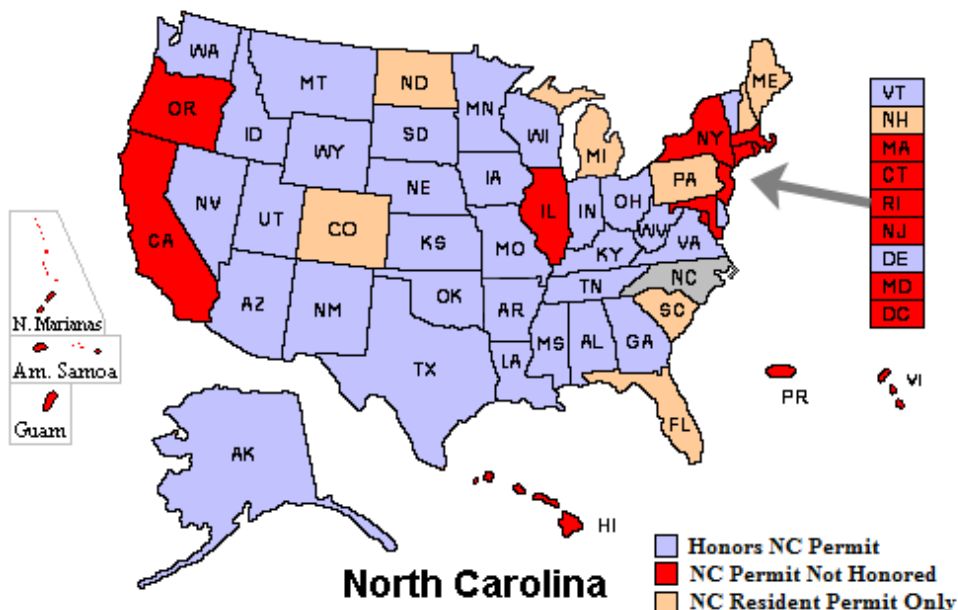 WA
MT
ND
MN
ME
OR
ID
SD
WI
NY
WY
MI
IA
NE
PA
NV
UT
CO
IL
IN
OH
WV
CA
KS
MO
KY
VA
AZ
NM
OK
AR
TN
NC
SC
TX
LA
MS
AL
GA
FL
AK
HI
VT
NH
MA
CT
RI
NJ
DE
MD
DC
N. Marianas
Am. Samoa
Guam
PR
VI
North Carolina
Honors NC Permit
NC Permit Not Honored
NC Resident Permit Only